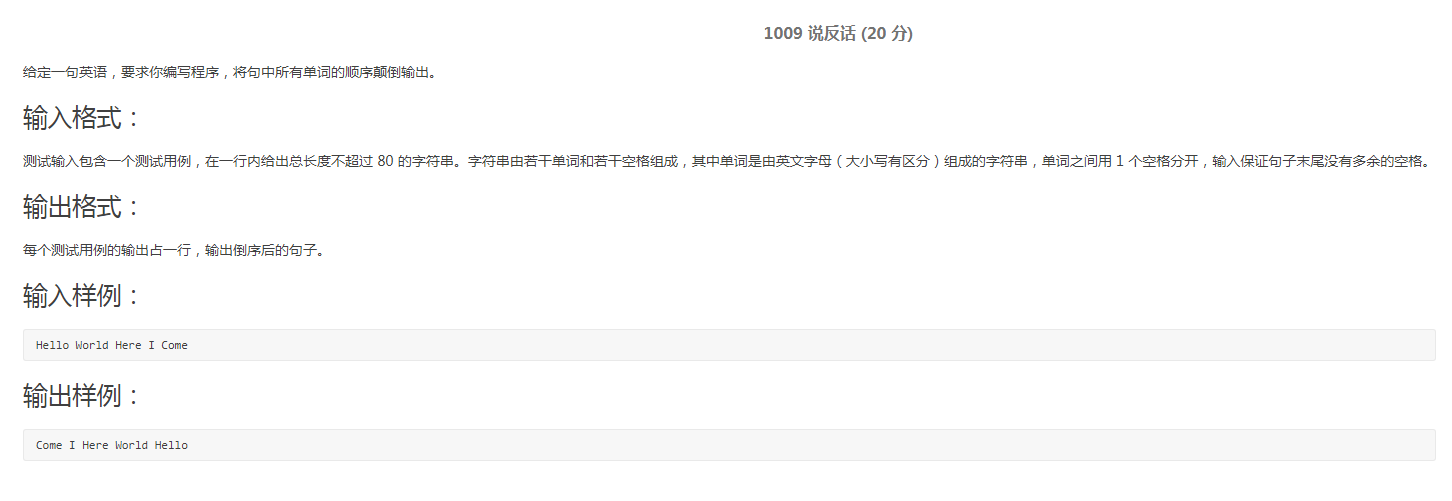 1009 说反话 (20 分)
给定一句英语，要求你编写程序，将句中所有单词的顺序颠倒输出。
输入格式：
测试输入包含一个测试用例，在一行内给出总长度不超过 80 的字符串。字符串由若干单词和若干空格组成，其中单词是由英文字母（大小写有区分）组成的字符串，单词之间用 1 个空格分开，输入保证句子末尾没有多余的空格。
输出格式：
每个测试用例的输出占一行，输出倒序后的句子。
输入样例：
Hello World Here I Come
输出样例：
Come I Here World Hello